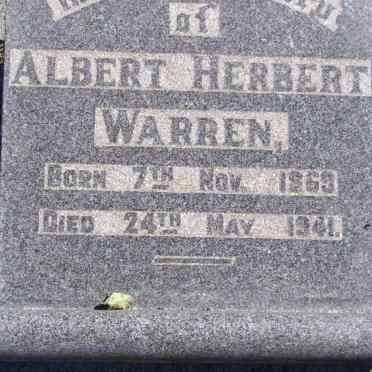 of
ALBERT HERBERT
WARREN,
BORN 7TH NOV. 1869
DIED 24TH MAY 1941.